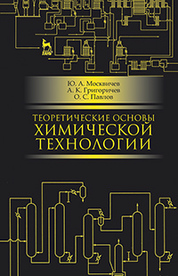 Ю. А. Москвичев
А. К. Григоричев
О. С. Павлов
ТЕОРЕТИЧЕСКИЕ ОСНОВЫ
ХИМИЧЕСКОЙ
ТЕХНОЛОГИИ